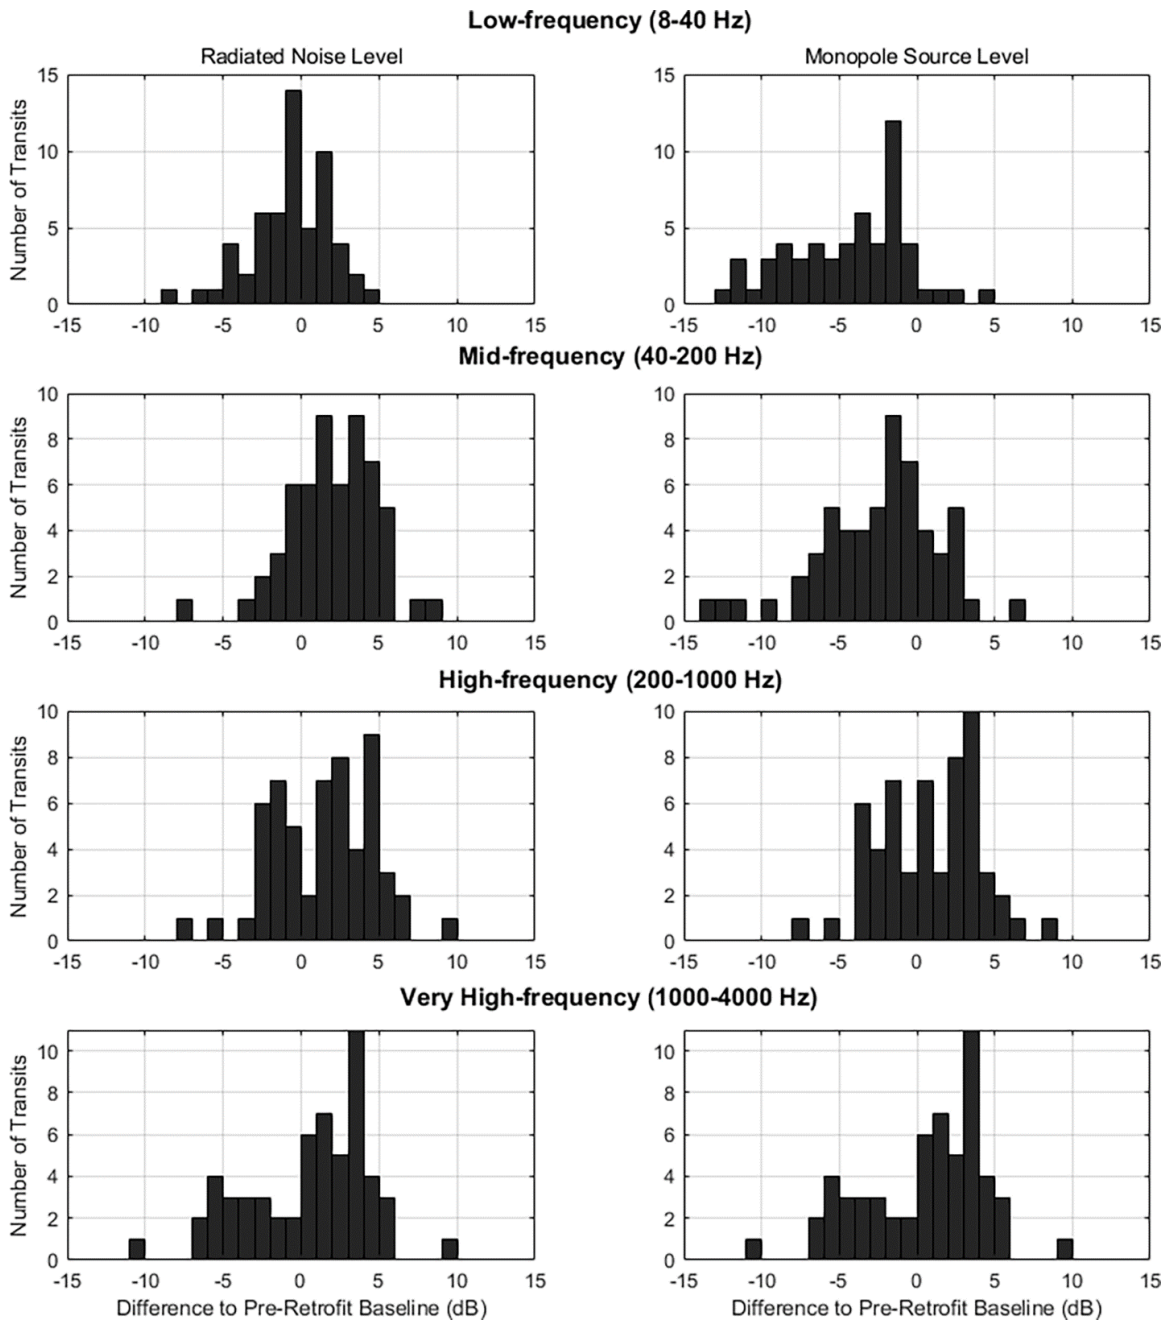 Low-frequency (8-40 Hz)
Radiated Noise Level
Monopole Source Level
Number of Transits
15
10
5
0
-15 -10 -5 0 5 10 15
15
10
5
0
-15 -10 -5 0 5 10 15
Mid-frequency (40-200 Hz)
Number of Transits
10
8
6
4
2
0
-15 -10 -5 0 5 10 15
10
8
6
4
2
0
-15 -10 -5 0 5 10 15
High-frequency (200-1000 Hz)
Number of Transits
10
8
6
4
2
0
-15 -10 -5 0 5 10 15
10
8
6
4
2
0
-15 -10 -5 0 5 10 15
Very High-frequency (1000-4000 Hz)
Number of Transits
10
8
6
4
2
0
-15 -10 -5 0 5 10 15
Difference to Pre-Retrofit Baseline (dB)
10
8
6
4
2
0
-15 -10 -5 0 5 10 15
Difference to Pre-Retrofit Baseline (dB)